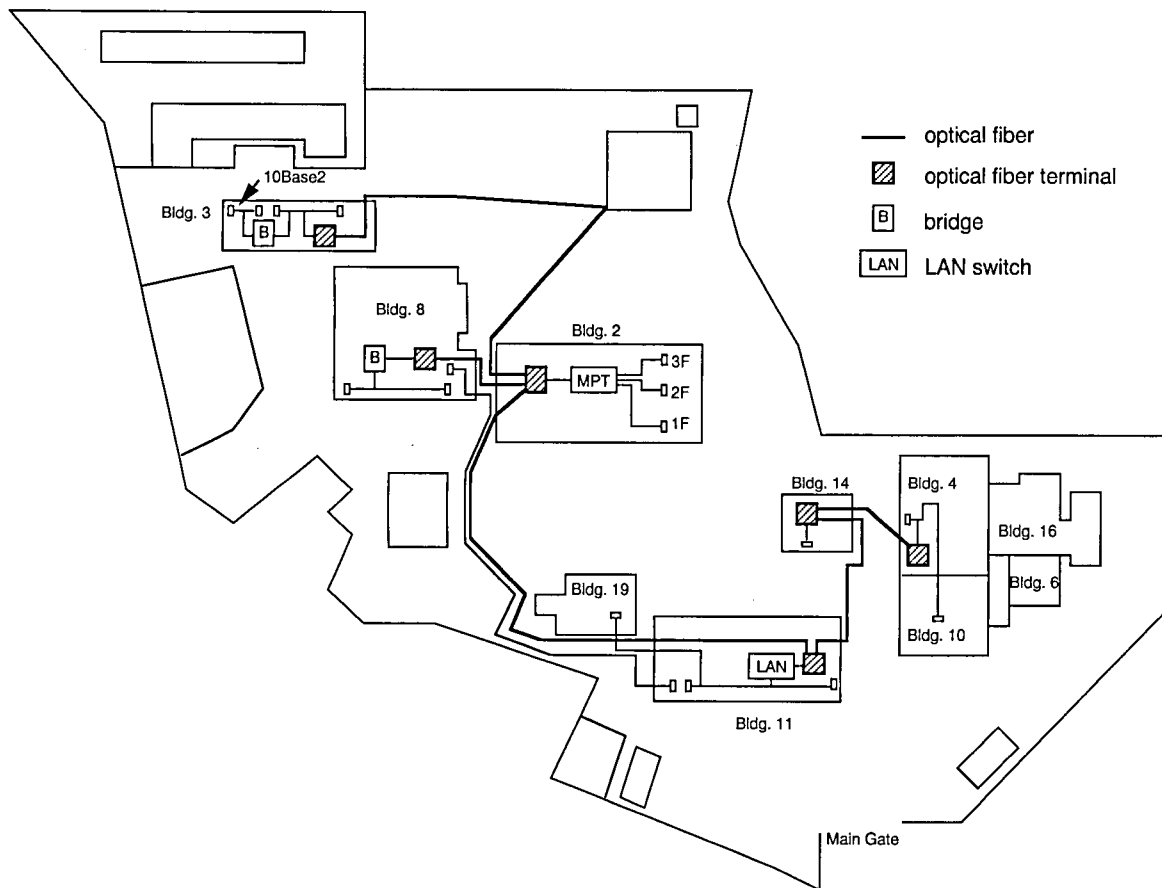 optical fiber
optical fiber terminal
B
bridge
LAN
LAN switch
10Base2
Bldg. 3
B
Bldg. 8
B
Bldg. 2
MPT
3F
2F
1F
Bldg. 14
Bldg. 4
Bldg. 16
Bldg. 6
Bldg. 10
Bldg. 19
LAN
Bldg. 11
Main Gate